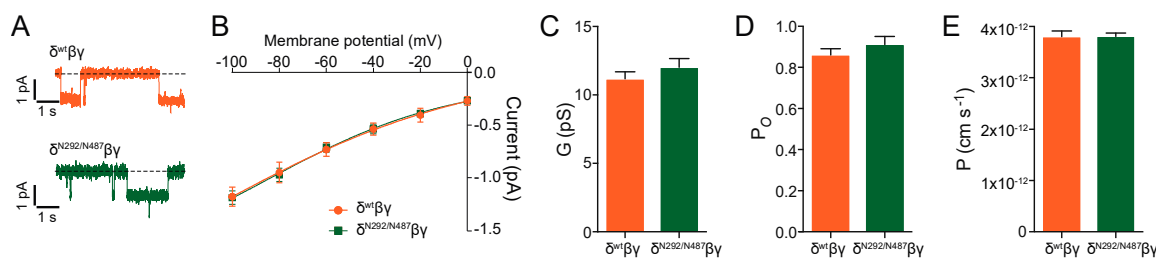 A
δᵂᵗβγ
1 pA
1 s
δᴺ²⁹²/ᴺ⁴⁸⁷βγ
1 pA
1 s
B
Membrane potential (mV)
-100 -80 -60 -40 -20 0
0.0
-0.5
-1.0
-1.5
Current (pA)
δᵂᵗβγ
δᴺ²⁹²/ᴺ⁴⁸⁷βγ
C
15
10
5
0
G (pS)
δᵂᵗβγ δᴺ²⁹²/ᴺ⁴⁸⁷βγ
D
1.0
0.8
0.6
0.4
0.2
0.0
P_O
δᵂᵗβγ δᴺ²⁹²/ᴺ⁴⁸⁷βγ
E
4x10⁻¹²
3x10⁻¹²
2x10⁻¹²
1x10⁻¹²
0
P (cm s⁻¹)
δᵂᵗβγ δᴺ²⁹²/ᴺ⁴⁸⁷βγ